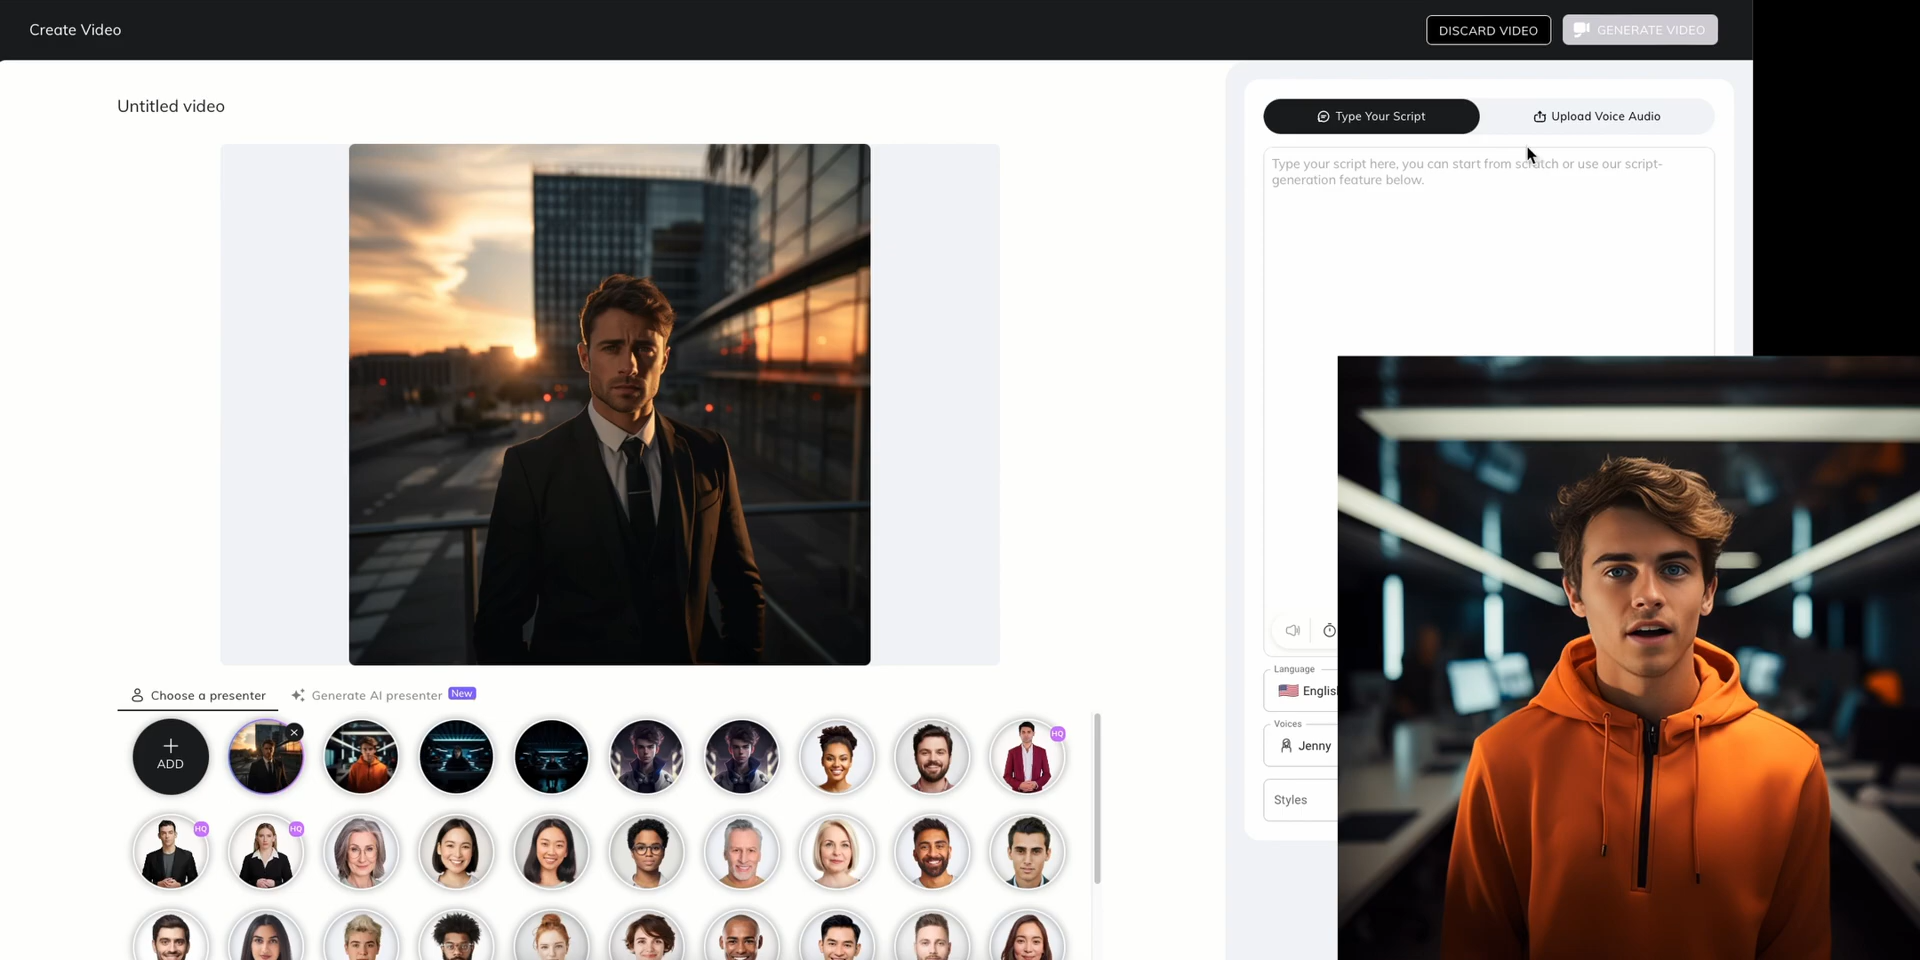 Create Video
DISCARD VIDEO
GENERATE VIDEO
Untitled video
Type Your Script
Upload Voice Audio
Type your script here, you can start from scratch or use our script-
generation feature below.
Language
Englis
Voices
Jenny
Styles
Choose a presenter
Generate AI presenter
New
ADD
HQ
HQ
HQ